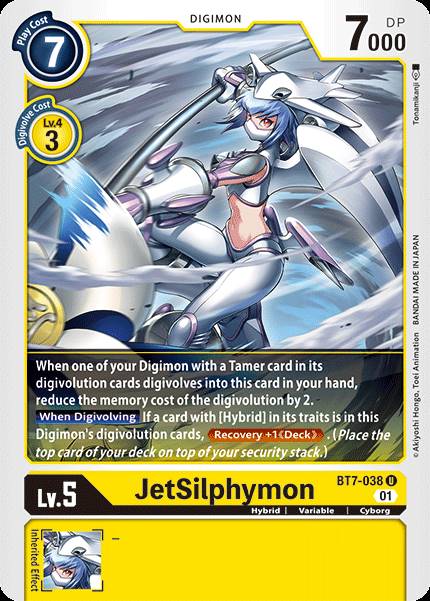 Play Cost
7
DIGIMON
DP
7000
Digivolve Cost
Lv.4
3
Tomamikanji
© Akiyoshi Hongo, Toei Animation BANDAI MADE IN JAPAN
When one of your Digimon with a Tamer card in its
digivolution cards digivolves into this card in your hand,
reduce the memory cost of the digivolution by 2.
When Digivolving If a card with [Hybrid] in its traits is in this
Digimon's digivolution cards, Recovery +1《Deck》. (Place the
top card of your deck on top of your security stack.)
Lv.5
JetSilphymon
BT7-038 U
01
Hybrid | Variable | Cyborg
Inherited Effect
–